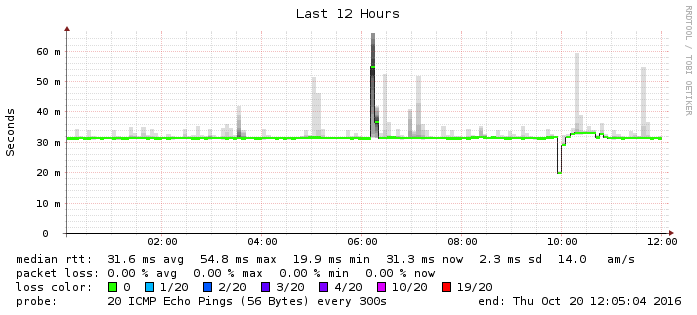 Last 12 Hours
RRDTOOL / TOBI OETIKER
Seconds
60 m
50 m
40 m
30 m
20 m
10 m
0
02:00 04:00 06:00 08:00 10:00 12:00
median rtt: 31.6 ms avg 54.8 ms max 19.9 ms min 31.3 ms now 2.3 ms sd 14.0 am/s
packet loss: 0.00 % avg 0.00 % max 0.00 % min 0.00 % now
loss color: 0 1/20 2/20 3/20 4/20 10/20 19/20
probe: 20 ICMP Echo Pings (56 Bytes) every 300s end: Thu Oct 20 12:05:04 2016